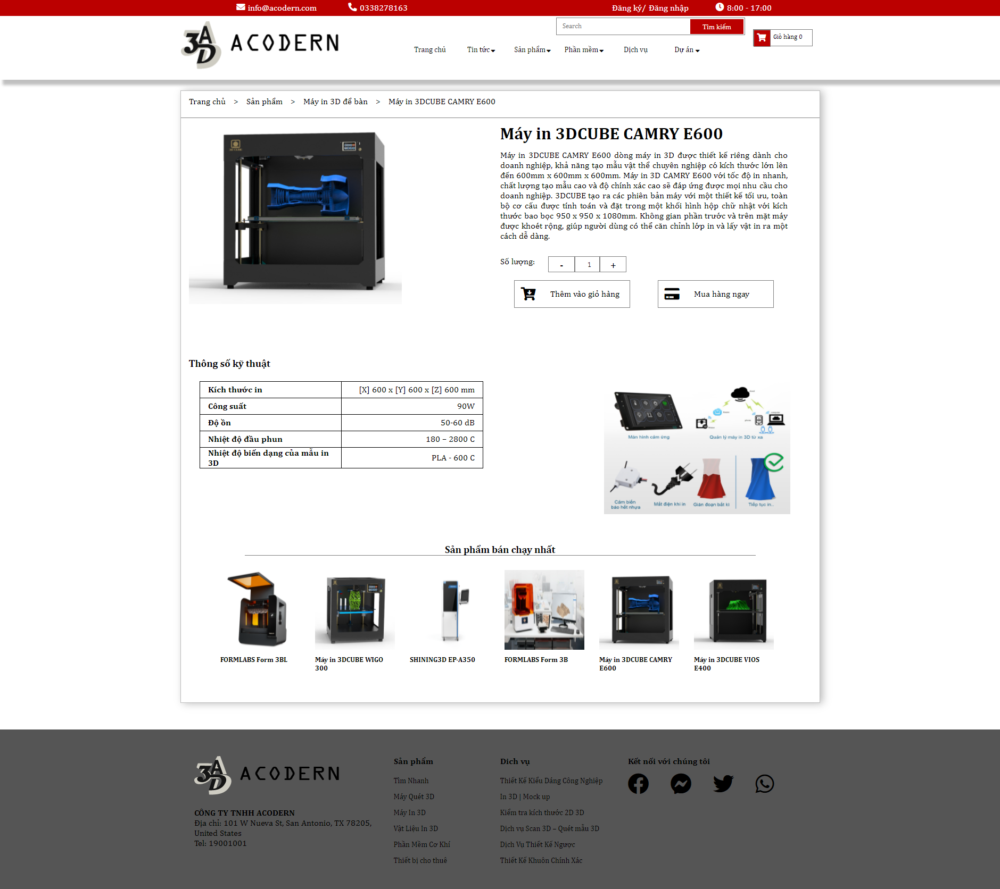 info@acodern.com
0338278163
Đăng ký/ Đăng nhập
8:00 - 17:00
3AD ACODERN
Search
Tìm kiếm
Giỏ hàng 0
Trang chủ
Tin tức
Sản phẩm
Phần mềm
Dịch vụ
Dự án
Trang chủ > Sản phẩm > Máy in 3D để bàn > Máy in 3DCUBE CAMRY E600
Máy in 3DCUBE CAMRY E600
Máy in 3DCUBE CAMRY E600 dòng máy in 3D được thiết kế riêng dành cho
doanh nghiệp, khả năng tạo mẫu vật thể chuyên nghiệp có kích thước lớn lên
đến 600mm x 600mm x 600mm. Máy in 3D CAMRY E600 với tốc độ in nhanh,
chất lượng tạo mẫu cao và độ chính xác cao sẽ đáp ứng được mọi nhu cầu cho
doanh nghiệp. 3DCUBE tạo ra các phiên bản máy với một thiết kế tối ưu, toàn
bộ cơ cấu được tính toán và đặt trong một khối hình hộp chữ nhật với kích
thước bao bọc 950 x 950 x 1080mm. Không gian phần trước và trên mặt máy
được khoét rộng, giúp người dùng có thể căn chỉnh lớp in và lấy vật in ra một
cách dễ dàng.
Số lượng:
- 1 +
Thêm vào giỏ hàng
Mua hàng ngay
Thông số kỹ thuật
Kích thước in [X] 600 x [Y] 600 x [Z] 600 mm
Công suất 90W
Độ ồn 50-60 dB
Nhiệt độ đầu phun 180 – 2800 C
Nhiệt độ biến dạng của mẫu in
3D
PLA - 600 C
Màn hình cảm ứng
Quản lý máy in 3D từ xa
Cảm biến
báo hết nhựa
Mất điện khi in
Gián đoạn bất kì
Tiếp tục in..
Sản phẩm bán chạy nhất
FORMLABS Form 3BL
Máy in 3DCUBE WIGO
300
SHINING3D EP-A350
FORMLABS Form 3B
Máy in 3DCUBE CAMRY
E600
Máy in 3DCUBE VIOS
E400
3AD ACODERN
CÔNG TY TNHH ACODERN
Địa chỉ: 101 W Nueva St, San Antonio, TX 78205,
United States
Tel: 19001001
Sản phẩm
Tìm Nhanh
Máy Quét 3D
Máy In 3D
Vật Liệu In 3D
Phần Mềm Cơ Khí
Thiết bị cho thuê
Dich vụ
Thiết Kế Kiểu Dáng Công Nghiệp
In 3D | Mock up
Kiểm tra kích thước 2D 3D
Dịch vụ Scan 3D – Quét mẫu 3D
Dịch Vụ Thiết Kế Ngược
Thiết Kế Khuôn Chính Xác
Kết nối với chúng tôi